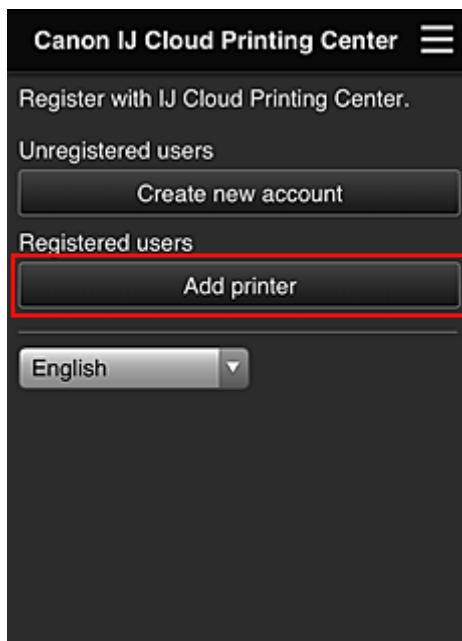 Canon IJ Cloud Printing Center
Register with IJ Cloud Printing Center.
Unregistered users
Create new account
Registered users
Add printer
English